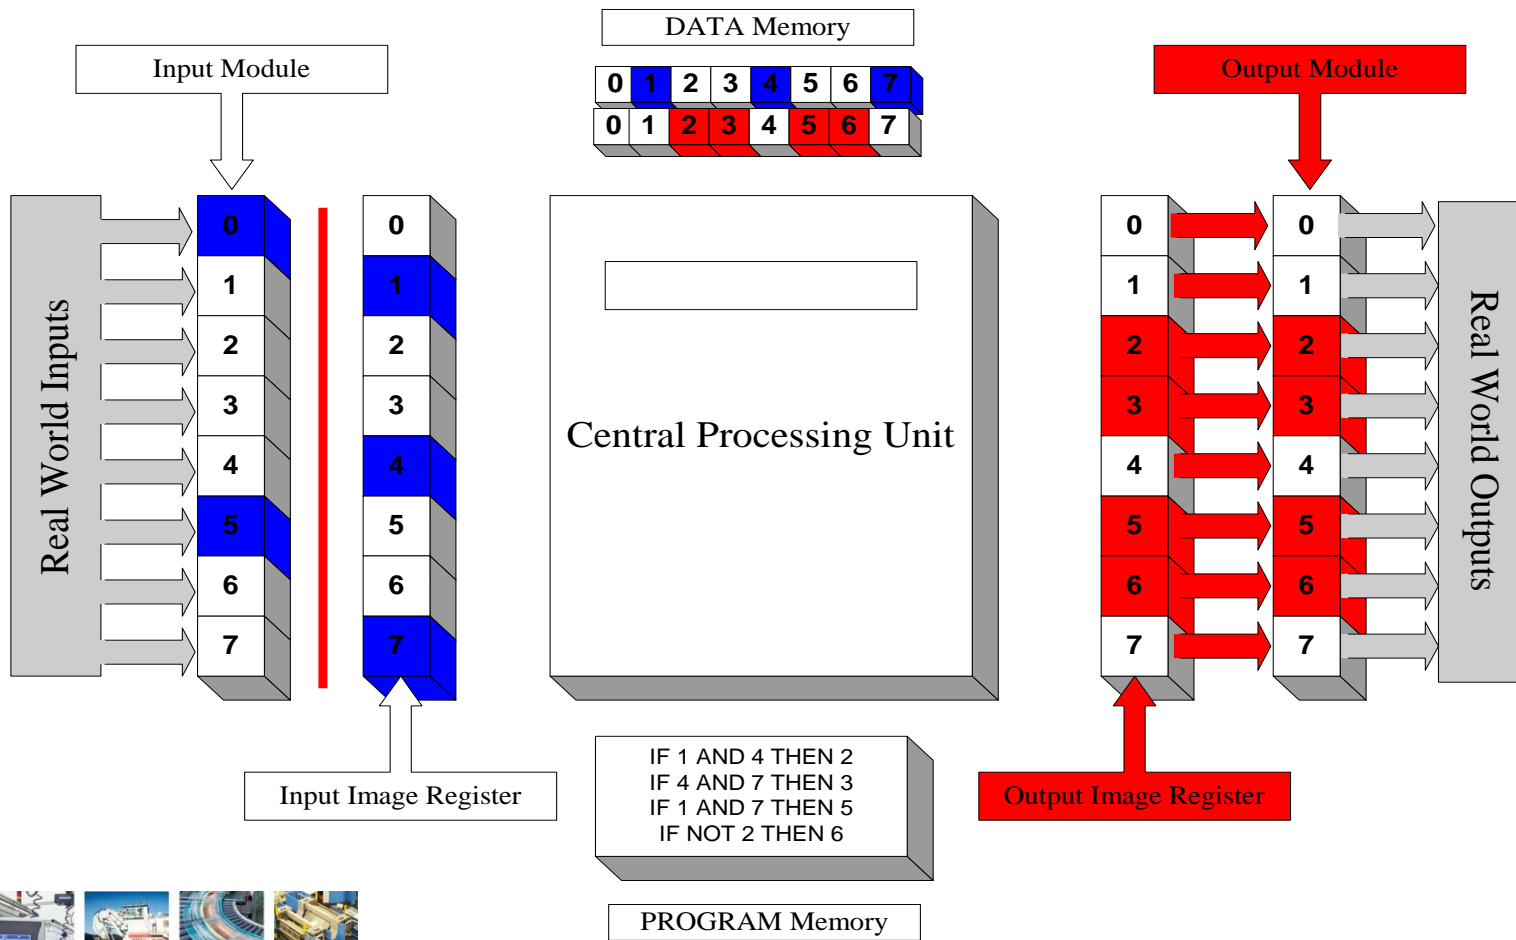 DATA Memory
Input Module
Output Module
0 1 2 3 4 5 6 7
0 1 2 3 4 5 6 7
Real World Inputs
0
1
2
3
4
5
6
7
0
1
2
3
4
5
6
7
Central Processing Unit
0
1
2
3
4
5
6
7
0
1
2
3
4
5
6
7
Real World Outputs
Input Image Register
IF 1 AND 4 THEN 2
IF 4 AND 7 THEN 3
IF 1 AND 7 THEN 5
IF NOT 2 THEN 6
Output Image Register
PROGRAM Memory